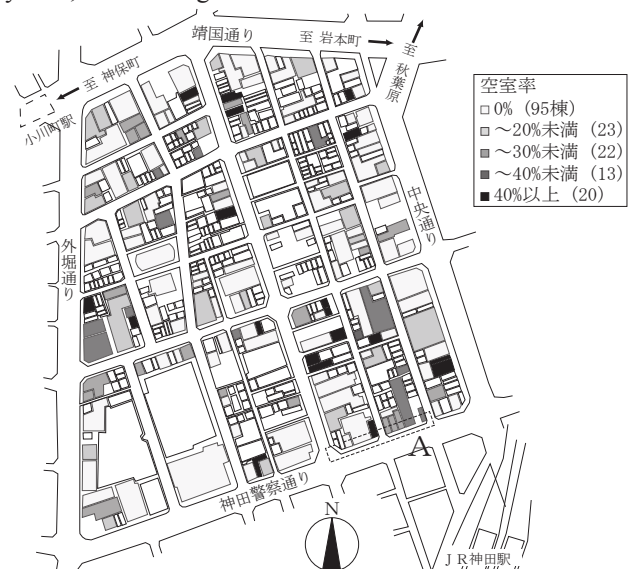 靖国通り
至 岩本町
至 秋葉原
至 神保町
小川町駅
空室率
0% (95棟)
～20%未満 (23)
～30%未満 (22)
～40%未満 (13)
40%以上 (20)
外堀通り
中央通り
A
神田警察通り
N
JR神田駅